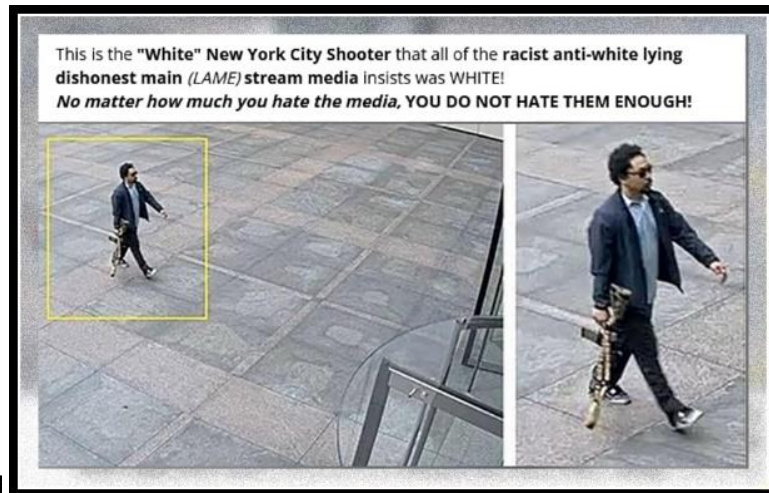 This is the "White" New York City Shooter that all of the racist anti-white lying
dishonest main (LAME) stream media insists was WHITE!
No matter how much you hate the media, YOU DO NOT HATE THEM ENOUGH!